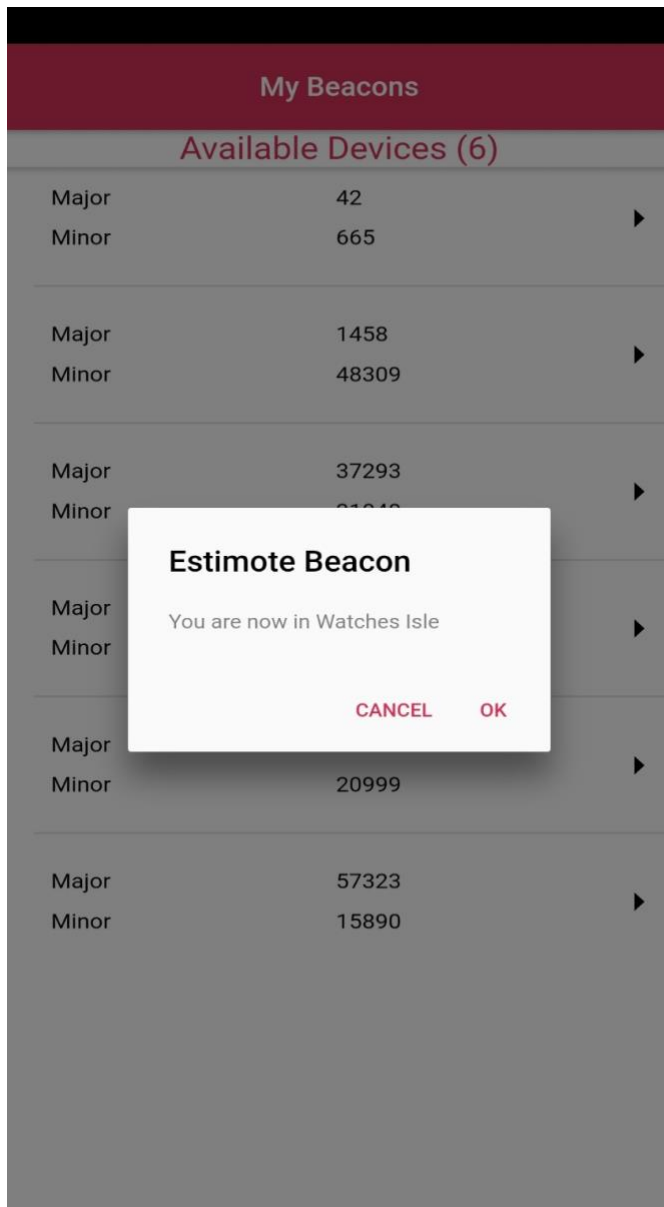 My Beacons
Available Devices (6)
Major 42
Minor 665
Major 1458
Minor 48309
Major 37293
Minor
Estimote Beacon
You are now in Watches Isle
CANCEL OK
Major
Minor
Major
Minor 20999
Major 57323
Minor 15890